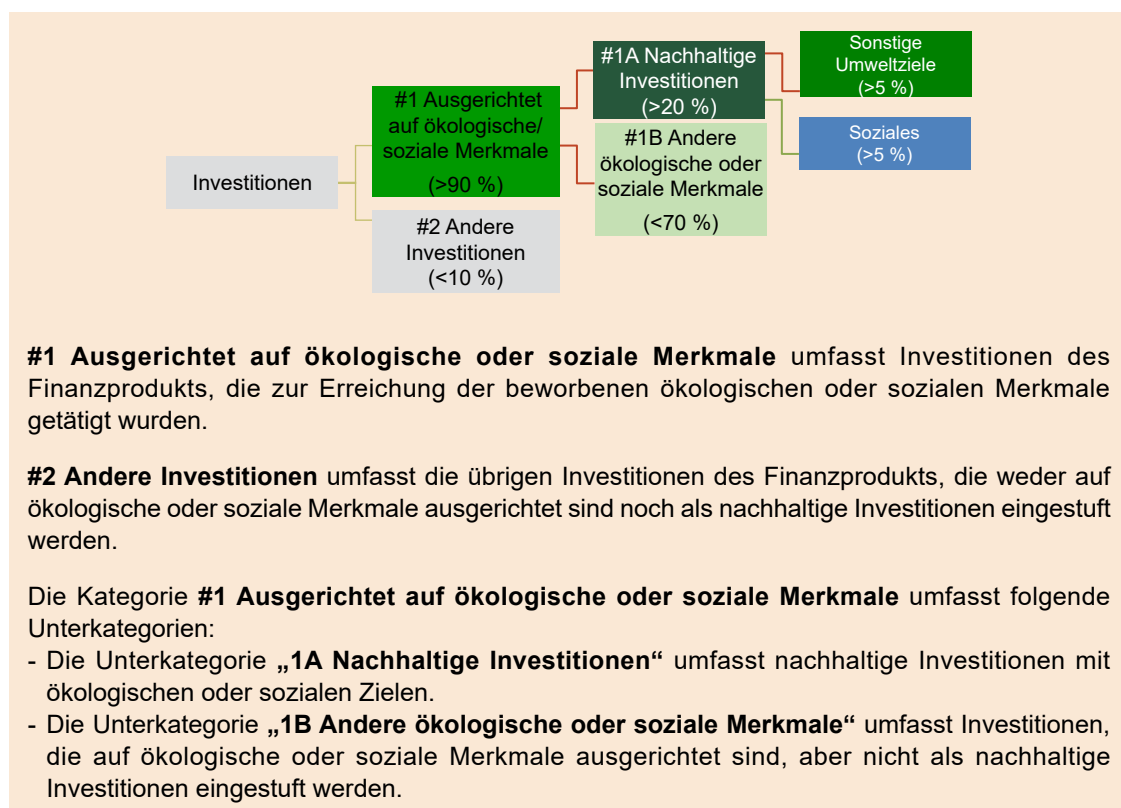 Investitionen
#1 Ausgerichtet
auf ökologische/
soziale Merkmale
(>90 %)
#2 Andere
Investitionen
(<10 %)
#1A Nachhaltige
Investitionen
(>20 %)
#1B Andere
ökologische oder
soziale Merkmale
(<70 %)
Sonstige
Umweltziele
(>5 %)
Soziales
(>5 %)
#1 Ausgerichtet auf ökologische oder soziale Merkmale umfasst Investitionen des
Finanzprodukts, die zur Erreichung der beworbenen ökologischen oder sozialen Merkmale
getätigt wurden.
#2 Andere Investitionen umfasst die übrigen Investitionen des Finanzprodukts, die weder auf
ökologische oder soziale Merkmale ausgerichtet sind noch als nachhaltige Investitionen eingestuft
werden.
Die Kategorie #1 Ausgerichtet auf ökologische oder soziale Merkmale umfasst folgende
Unterkategorien:
- Die Unterkategorie „1A Nachhaltige Investitionen“ umfasst nachhaltige Investitionen mit
ökologischen oder sozialen Zielen.
- Die Unterkategorie „1B Andere ökologische oder soziale Merkmale“ umfasst Investitionen,
die auf ökologische oder soziale Merkmale ausgerichtet sind, aber nicht als nachhaltige
Investitionen eingestuft werden.